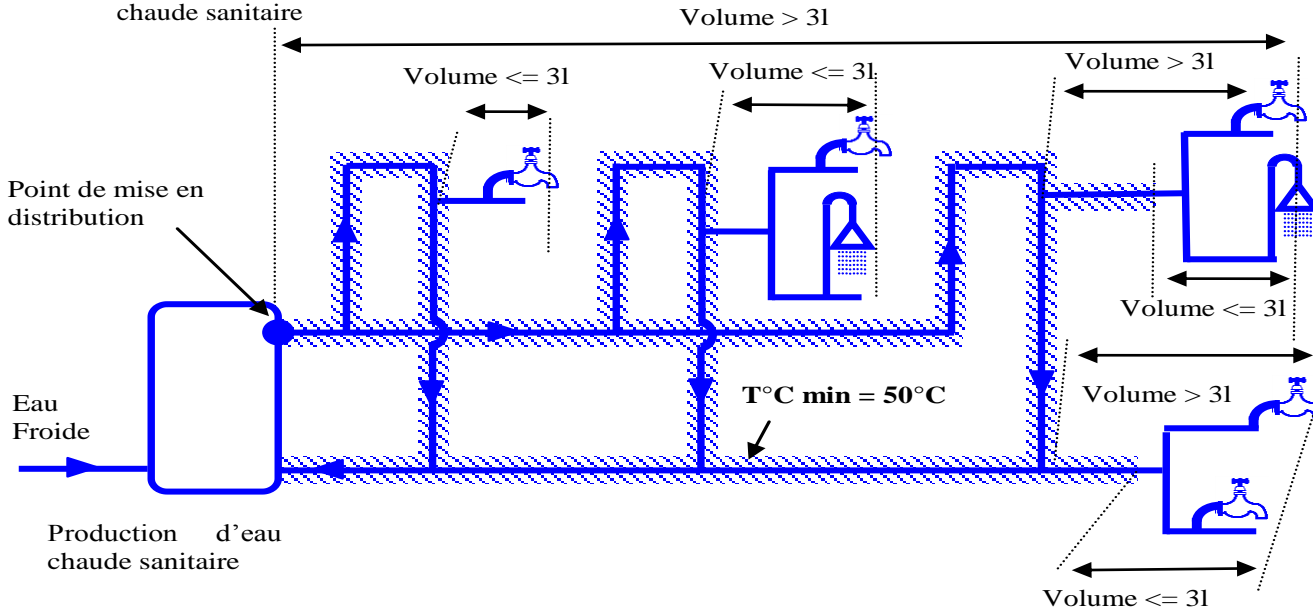 chaude sanitaire
Volume > 3l
Volume <= 3l
Volume <= 3l
Volume > 3l
Point de mise en
distribution
Volume <= 3l
T°C min = 50°C
Volume > 3l
Eau
Froide
Production d’eau
chaude sanitaire
Volume <= 3l